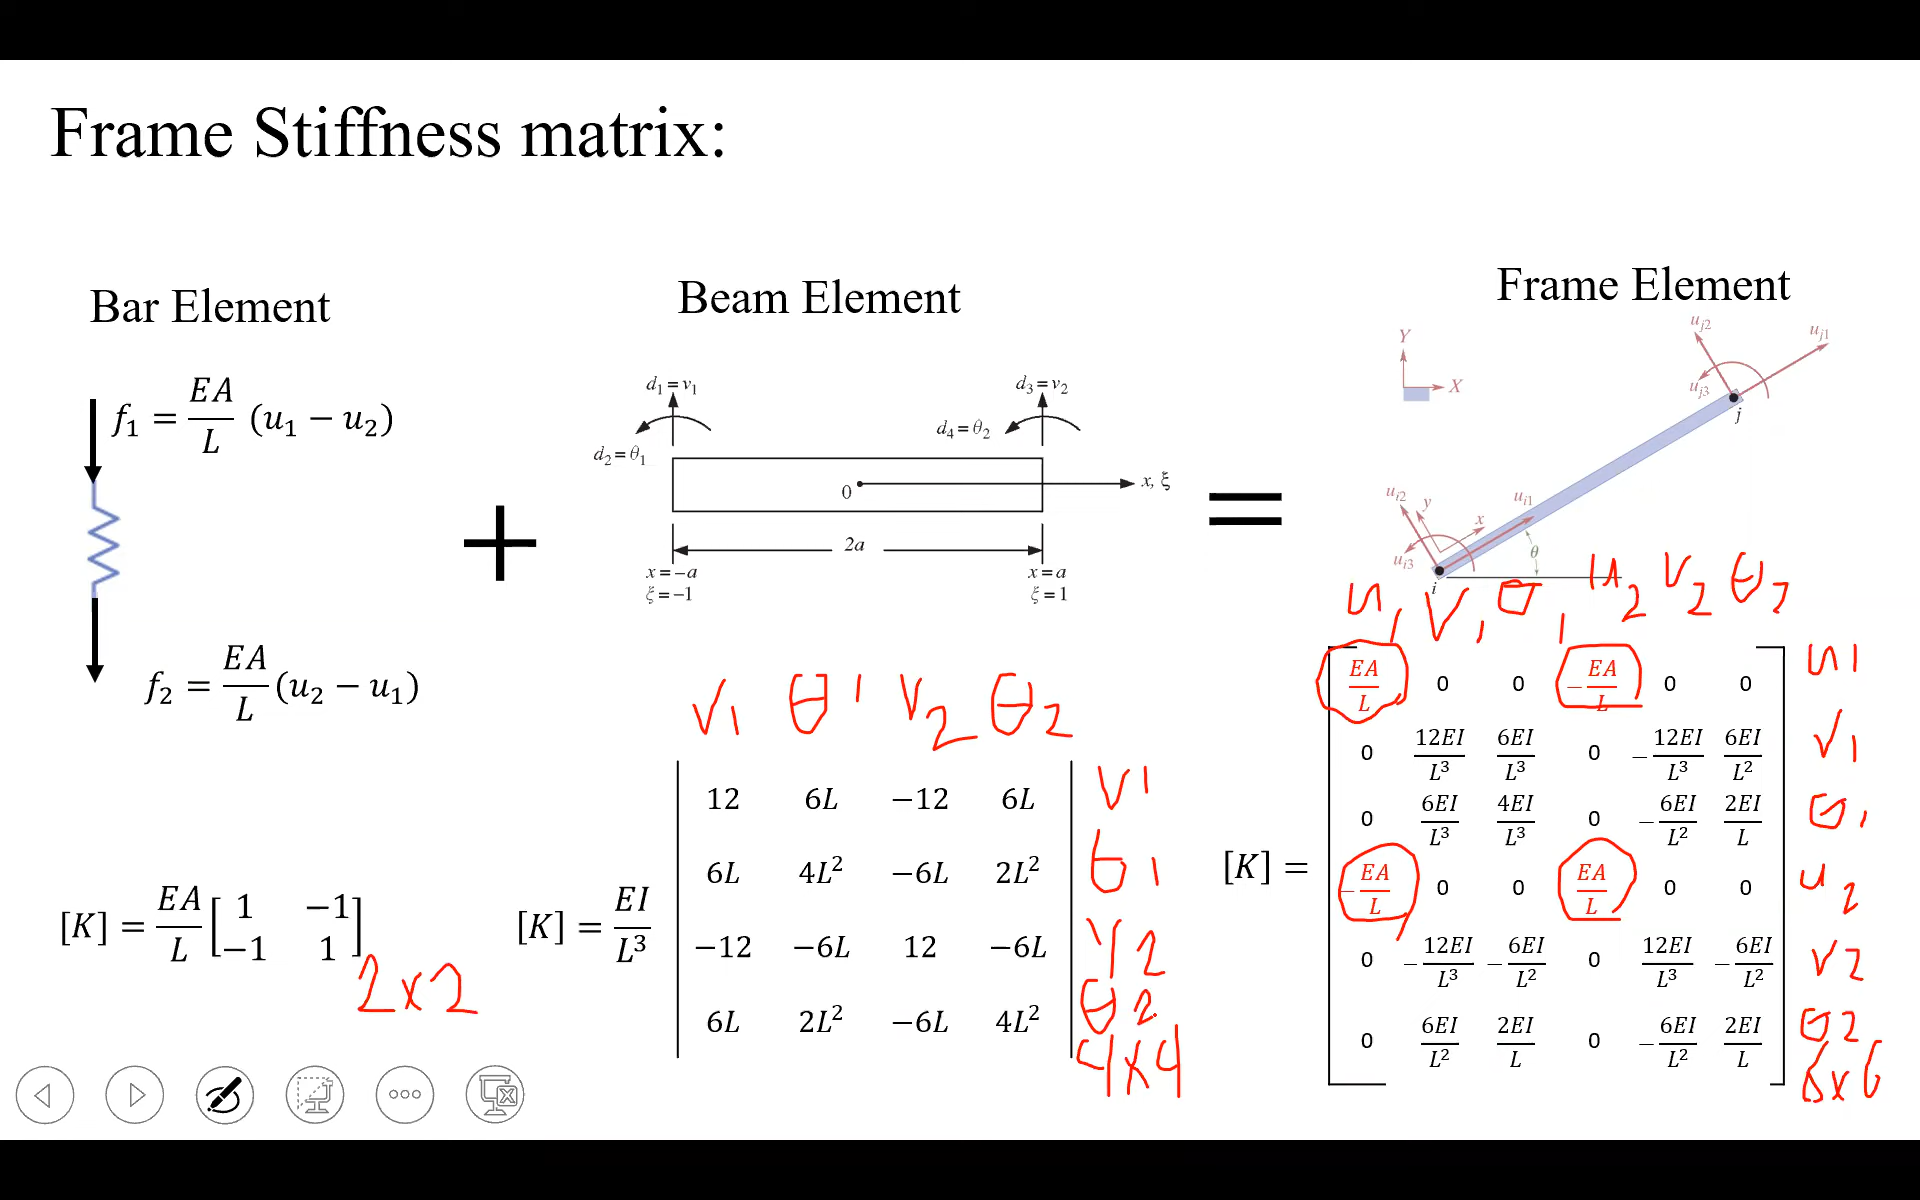 Frame Stiffness matrix:
Bar Element
f₁ = EA/L (u₁ − u₂)
f₂ = EA/L (u₂ − u₁)
[K] = EA/L [1 −1
−1 1]
2x2
+
Beam Element
d₁ = v₁ d₃ = v₂
d₂ = θ₁ d₄ = θ₂
0 x, ξ
2a
x = −a x = a
ξ = −1 ξ = 1
v1 θ1 v2 θ2
[K] = EI/L³
12 6L −12 6L v1
6L 4L² −6L 2L² θ1
−12 −6L 12 −6L v2
6L 2L² −6L 4L² θ2
4x4
=
Frame Element
Y X
u_j2 u_j1
u_j3 j
u_i2 y x u_i1
u_i3 θ
i
u1 v1 θ1 u2 v2 θ2
[K] =
EA/L 0 0 −EA/L 0 0 u1
0 12EI/L³ 6EI/L³ 0 −12EI/L³ 6EI/L² v1
0 6EI/L³ 4EI/L³ 0 −6EI/L² 2EI/L θ1
−EA/L 0 0 EA/L 0 0 u2
0 −12EI/L³ −6EI/L² 0 12EI/L³ −6EI/L² v2
0 6EI/L² 2EI/L 0 −6EI/L² 2EI/L θ2
6x6